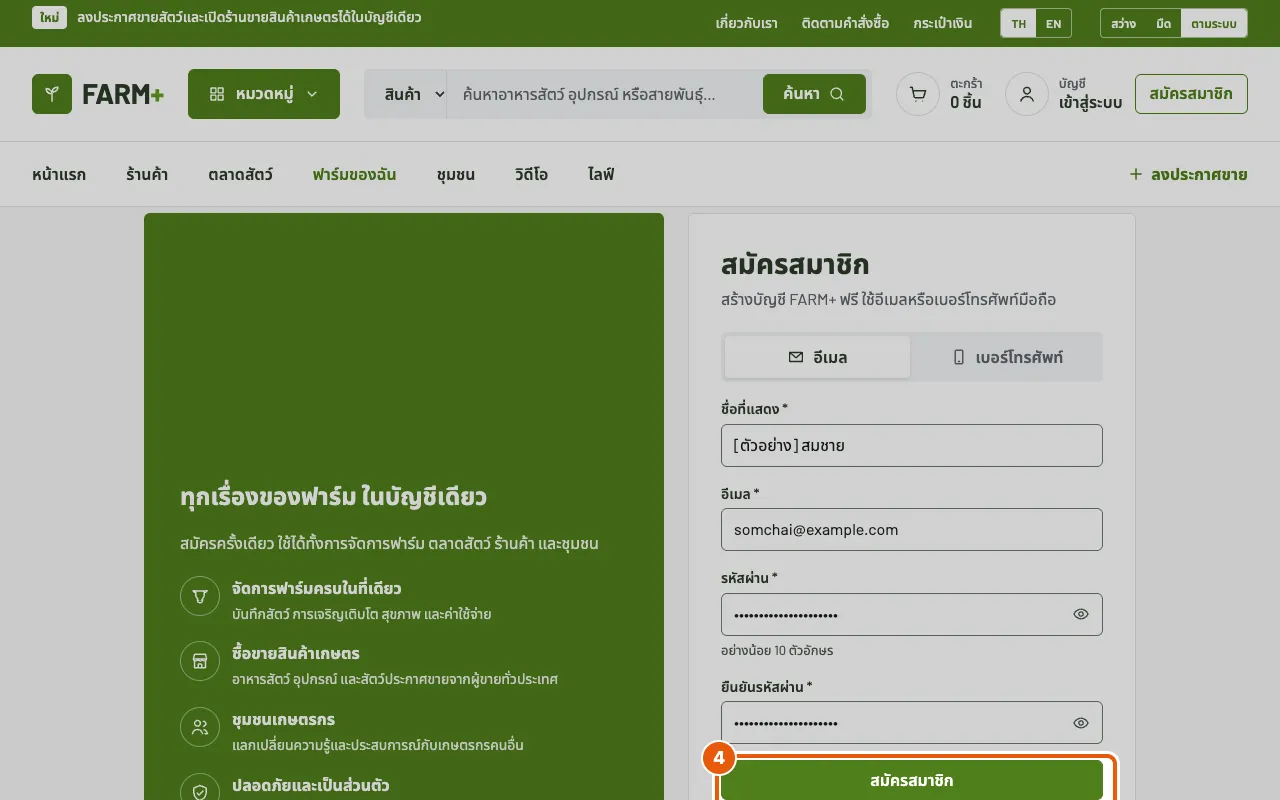 ใหม่ ลงประกาศขายสัตว์และเปิดร้านขายสินค้าเกษตรได้ในบัญชีเดียว
เกี่ยวกับเรา ติดตามคำสั่งซื้อ กระเป๋าเงิน TH EN สว่าง มืด ตามระบบ
FARM+ หมวดหมู่ สินค้า ค้นหาอาหารสัตว์ อุปกรณ์ หรือสายพันธุ์... ค้นหา
ตะกร้า
0 ชิ้น
บัญชี
เข้าสู่ระบบ
สมัครสมาชิก
หน้าแรก ร้านค้า ตลาดสัตว์ ฟาร์มของฉัน ชุมชน วิดีโอ ไลฟ์ + ลงประกาศขาย
ทุกเรื่องของฟาร์ม ในบัญชีเดียว
สมัครครั้งเดียว ใช้ได้ทั้งการจัดการฟาร์ม ตลาดสัตว์ ร้านค้า และชุมชน
จัดการฟาร์มครบในที่เดียว
บันทึกสัตว์ การเจริญเติบโต สุขภาพ และค่าใช้จ่าย
ซื้อขายสินค้าเกษตร
อาหารสัตว์ อุปกรณ์ และสัตว์ประกาศขายจากผู้ขายทั่วประเทศ
ชุมชนเกษตรกร
แลกเปลี่ยนความรู้และประสบการณ์กับเกษตรกรคนอื่น
ปลอดภัยและเป็นส่วนตัว
สมัครสมาชิก
สร้างบัญชี FARM+ ฟรี ใช้อีเมลหรือเบอร์โทรศัพท์มือถือ
อีเมล เบอร์โทรศัพท์
ชื่อที่แสดง *
[ตัวอย่าง] สมชาย
อีเมล *
somchai@example.com
รหัสผ่าน *
•••••••••••••••••••••
อย่างน้อย 10 ตัวอักษร
ยืนยันรหัสผ่าน *
•••••••••••••••••••••
4
สมัครสมาชิก